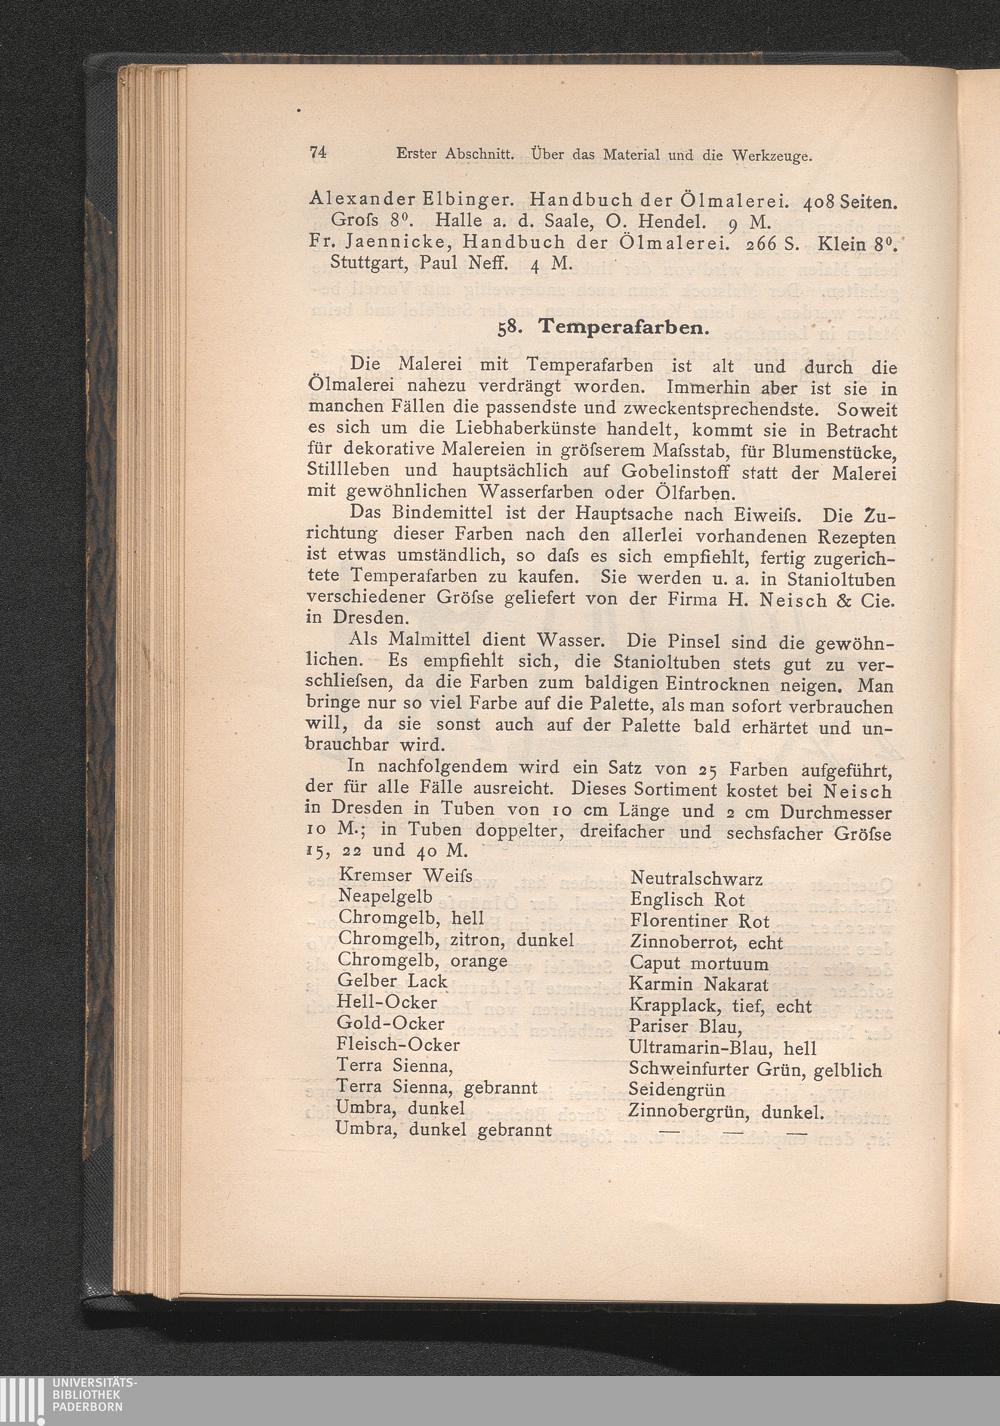 74 Erster Abschnitt. Über das Material und die Werkzeuge.
Alexander Elbinger. Handbuch der Ölmalerei. 408 Seiten.
Groſs 8⁰. Halle a. d. Saale, O. Hendel. 9 M.
Fr. Jaennicke, Handbuch der Ölmalerei. 266 S. Klein 8⁰.
Stuttgart, Paul Neff. 4 M.
58. Temperafarben.
Die Malerei mit Temperafarben ist alt und durch die
Ölmalerei nahezu verdrängt worden. Immerhin aber ist sie in
manchen Fällen die passendste und zweckentsprechendste. Soweit
es sich um die Liebhaberkünste handelt, kommt sie in Betracht
für dekorative Malereien in gröſserem Maſsstab, für Blumenstücke,
Stillleben und hauptsächlich auf Gobelinstoff statt der Malerei
mit gewöhnlichen Wasserfarben oder Ölfarben.
Das Bindemittel ist der Hauptsache nach Eiweiſs. Die Zu-
richtung dieser Farben nach den allerlei vorhandenen Rezepten
ist etwas umständlich, so daſs es sich empfiehlt, fertig zugerich-
tete Temperafarben zu kaufen. Sie werden u. a. in Stanioltuben
verschiedener Gröſse geliefert von der Firma H. Neisch & Cie.
in Dresden.
Als Malmittel dient Wasser. Die Pinsel sind die gewöhn-
lichen. Es empfiehlt sich, die Stanioltuben stets gut zu ver-
schlieſsen, da die Farben zum baldigen Eintrocknen neigen. Man
bringe nur so viel Farbe auf die Palette, als man sofort verbrauchen
will, da sie sonst auch auf der Palette bald erhärtet und un-
brauchbar wird.
In nachfolgendem wird ein Satz von 25 Farben aufgeführt,
der für alle Fälle ausreicht. Dieses Sortiment kostet bei Neisch
in Dresden in Tuben von 10 cm Länge und 2 cm Durchmesser
10 M.; in Tuben doppelter, dreifacher und sechsfacher Gröſse
15, 22 und 40 M.
Kremser Weiſs
Neapelgelb
Chromgelb, hell
Chromgelb, zitron, dunkel
Chromgelb, orange
Gelber Lack
Hell-Ocker
Gold-Ocker
Fleisch-Ocker
Terra Sienna,
Terra Sienna, gebrannt
Umbra, dunkel
Umbra, dunkel gebrannt
Neutralschwarz
Englisch Rot
Florentiner Rot
Zinnoberrot, echt
Caput mortuum
Karmin Nakarat
Krapplack, tief, echt
Pariser Blau,
Ultramarin-Blau, hell
Schweinfurter Grün, gelblich
Seidengrün
Zinnobergrün, dunkel.
— — —
UNIVERSITÄTS-
BIBLIOTHEK
PADERBORN